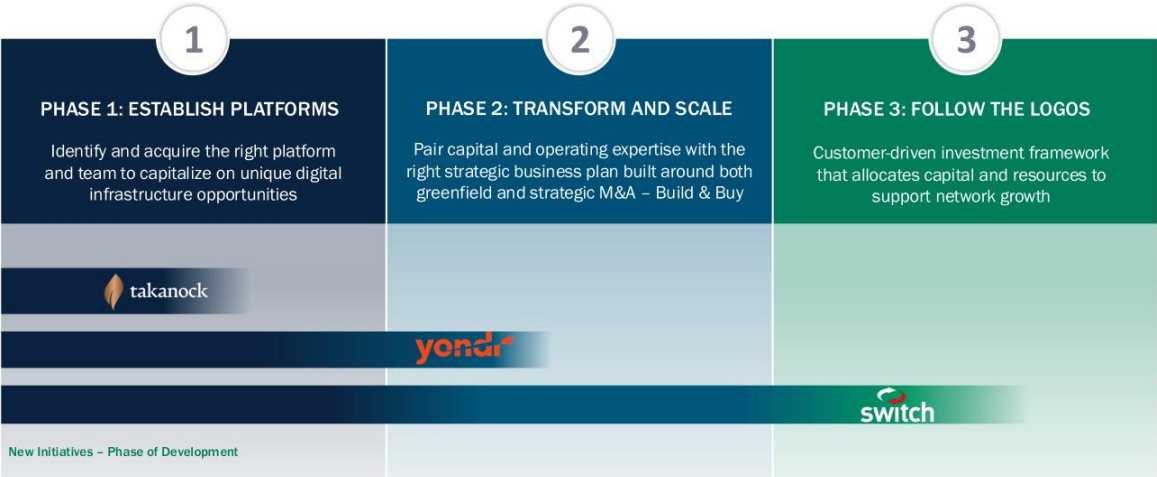 1
2
3
PHASE 1: ESTABLISH PLATFORMS
Identify and acquire the right platform
and team to capitalize on unique digital
infrastructure opportunities
PHASE 2: TRANSFORM AND SCALE
Pair capital and operating expertise with the
right strategic business plan built around both
greenfield and strategic M&A – Build & Buy
PHASE 3: FOLLOW THE LOGOS
Customer-driven investment framework
that allocates capital and resources to
support network growth
takanock
yondr
switch
New Initiatives – Phase of Development